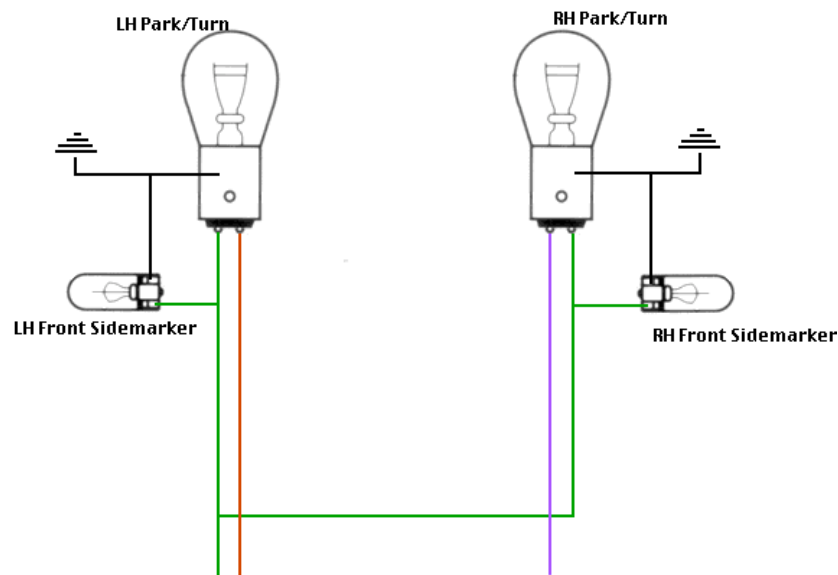 LH Park/Turn
RH Park/Turn
LH Front Sidemarker
RH Front Sidemarker